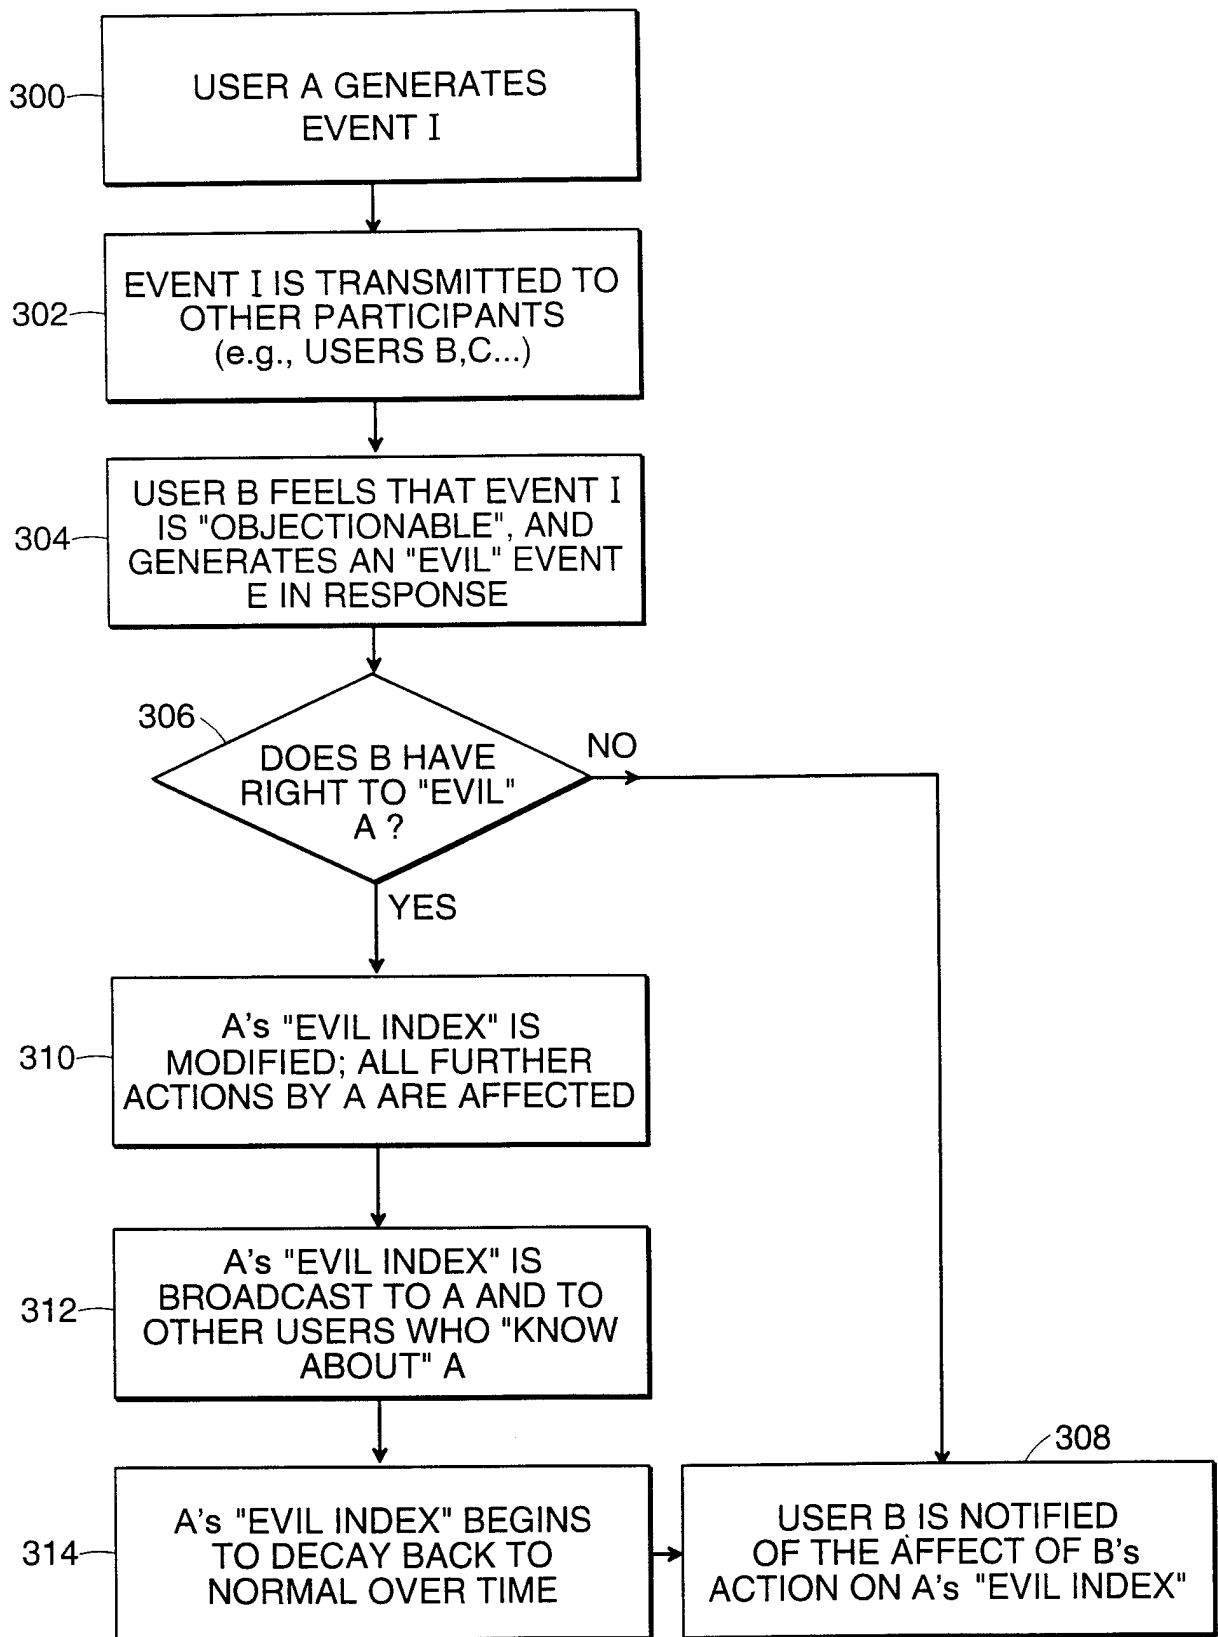 300
USER A GENERATES
EVENT I
302
EVENT I IS TRANSMITTED TO
OTHER PARTICIPANTS
(e.g., USERS B,C...)
304
USER B FEELS THAT EVENT I
IS "OBJECTIONABLE", AND
GENERATES AN "EVIL" EVENT
E IN RESPONSE
306
DOES B HAVE
RIGHT TO "EVIL"
A ?
NO
YES
310
A's "EVIL INDEX" IS
MODIFIED; ALL FURTHER
ACTIONS BY A ARE AFFECTED
312
A's "EVIL INDEX" IS
BROADCAST TO A AND TO
OTHER USERS WHO "KNOW
ABOUT" A
314
A's "EVIL INDEX" BEGINS
TO DECAY BACK TO
NORMAL OVER TIME
308
USER B IS NOTIFIED
OF THE AFFECT OF B's
ACTION ON A's "EVIL INDEX"